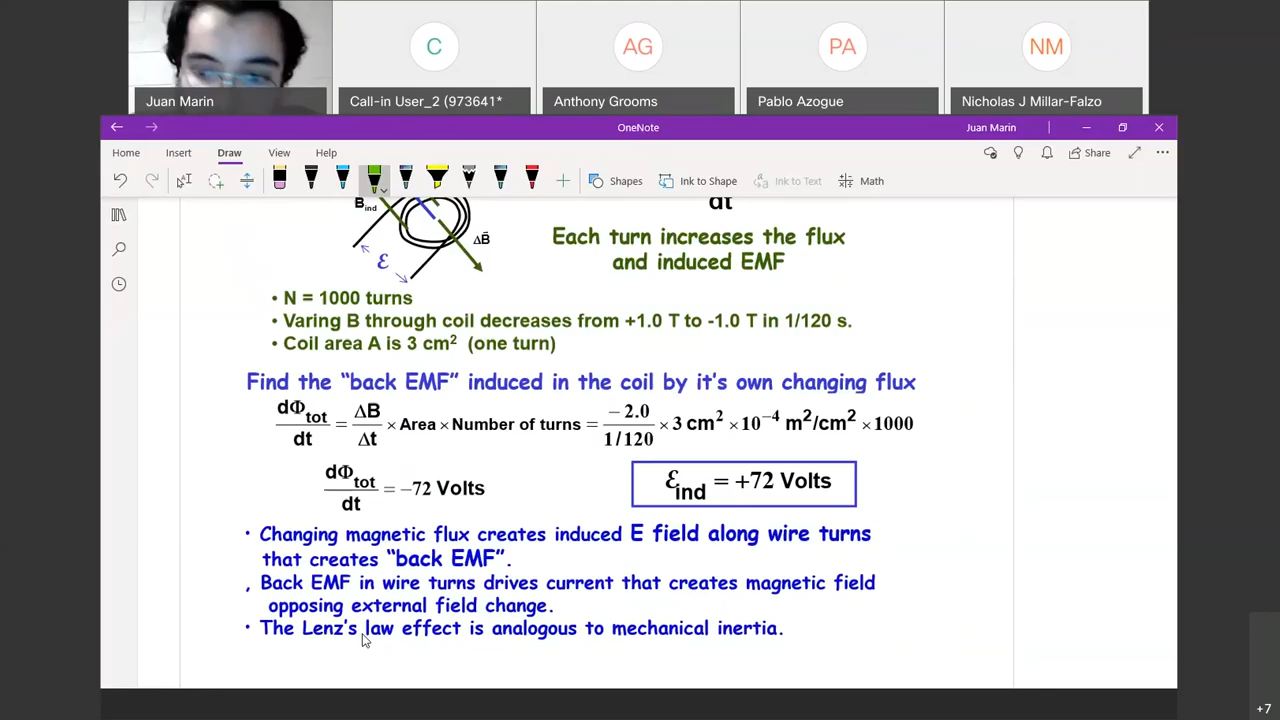 C
AG
PA
NM
Juan Marin
Call-in User_2 (973641*
Anthony Grooms
Pablo Azogue
Nicholas J Millar-Falzo
OneNote
Juan Marin
Home
Insert
Draw
View
Help
Share
Shapes
Ink to Shape
Ink to Text
Math
B ind
dt
ΔB⃗
ℰ
Each turn increases the flux
and induced EMF
• N = 1000 turns
• Varing B through coil decreases from +1.0 T to -1.0 T in 1/120 s.
• Coil area A is 3 cm² (one turn)
Find the “back EMF” induced in the coil by it's own changing flux
dΦtot/dt = ΔB/Δt × Area × Number of turns = −2.0/1/120 × 3 cm² × 10⁻⁴ m²/cm² × 1000
dΦtot/dt = −72 Volts
ℰind = +72 Volts
• Changing magnetic flux creates induced E field along wire turns
that creates “back EMF”.
, Back EMF in wire turns drives current that creates magnetic field
opposing external field change.
• The Lenz's law effect is analogous to mechanical inertia.
+7